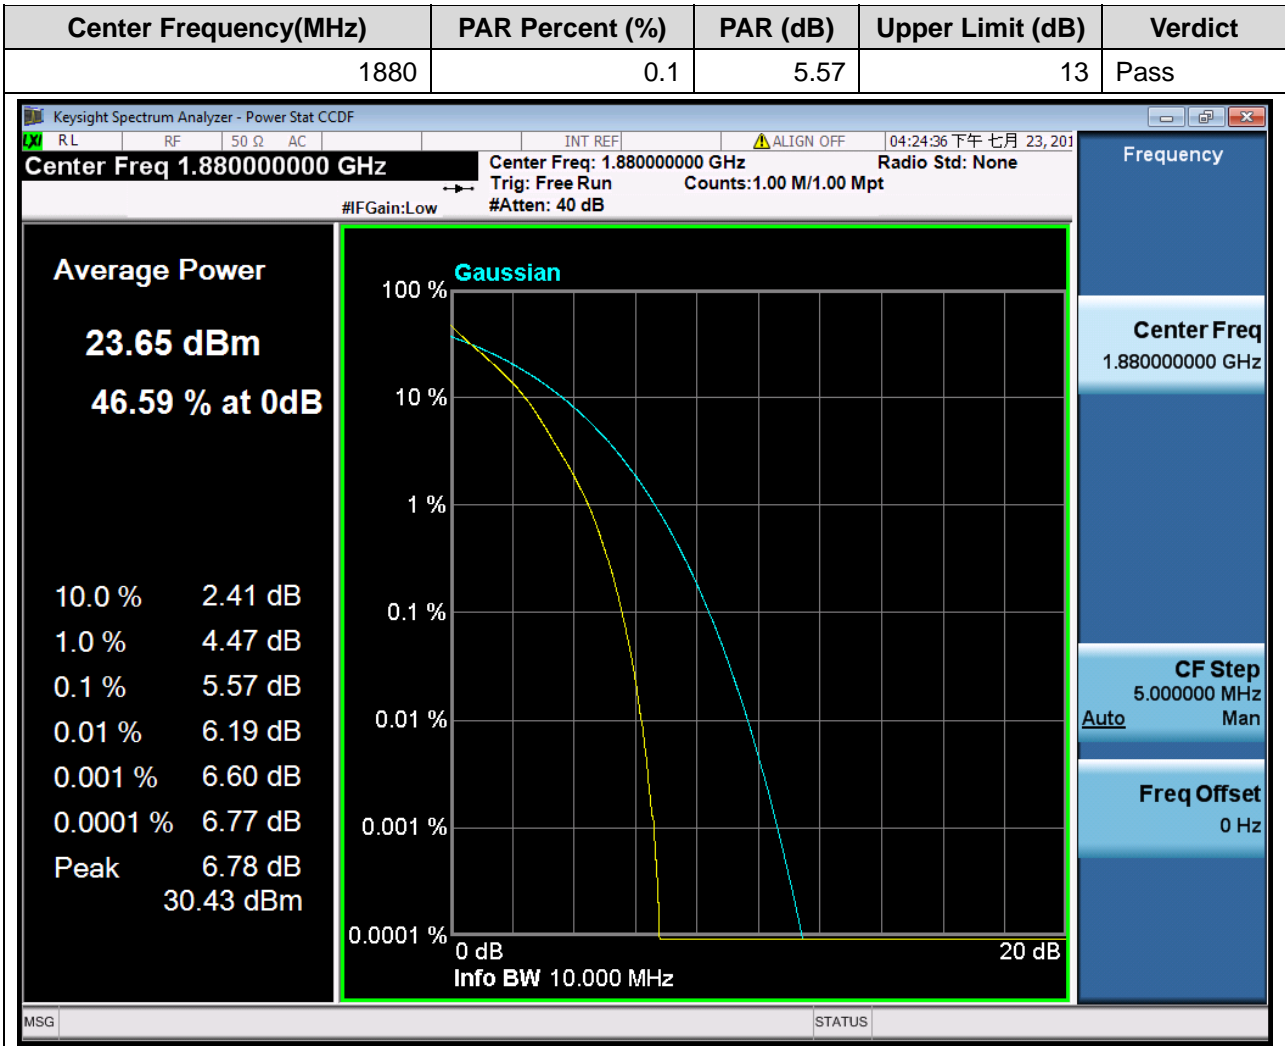 Center Frequency(MHz) PAR Percent (%) PAR (dB) Upper Limit (dB) Verdict
1880 0.1 5.57 13 Pass
Keysight Spectrum Analyzer - Power Stat CCDF
LXI RL RF 50 Ω AC INT REF ALIGN OFF 04:24:36 下午 七月 23, 201
Center Freq 1.880000000 GHz
Center Freq: 1.880000000 GHz Radio Std: None
Trig: Free Run Counts:1.00 M/1.00 Mpt
#IFGain:Low #Atten: 40 dB
Average Power
23.65 dBm
46.59 % at 0dB
10.0 % 2.41 dB
1.0 % 4.47 dB
0.1 % 5.57 dB
0.01 % 6.19 dB
0.001 % 6.60 dB
0.0001 % 6.77 dB
Peak 6.78 dB
30.43 dBm
Gaussian
100 %
10 %
1 %
0.1 %
0.01 %
0.001 %
0.0001 %
0 dB 20 dB
Info BW 10.000 MHz
Frequency
Center Freq
1.880000000 GHz
CF Step
5.000000 MHz
Auto Man
Freq Offset
0 Hz
MSG STATUS